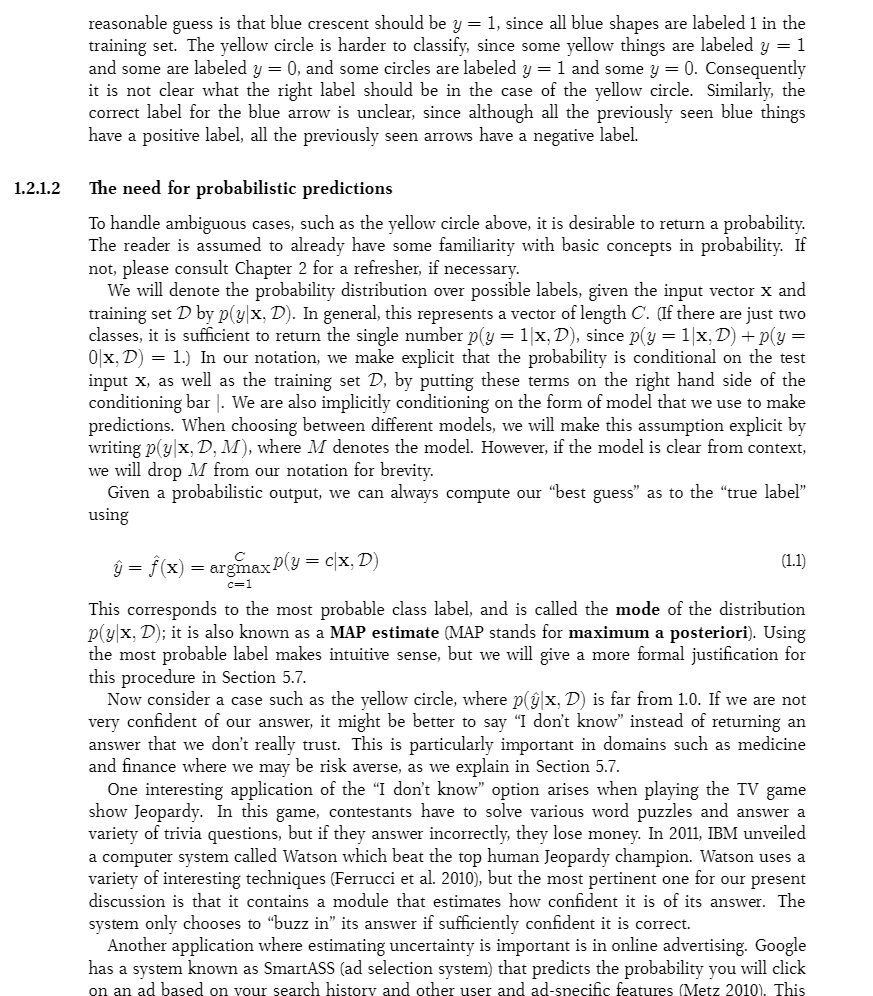 reasonable guess is that blue crescent should be y = 1, since all blue shapes are labeled 1 in the
training set. The yellow circle is harder to classify, since some yellow things are labeled y = 1
and some are labeled y = 0, and some circles are labeled y = 1 and some y = 0. Consequently
it is not clear what the right label should be in the case of the yellow circle. Similarly, the
correct label for the blue arrow is unclear, since although all the previously seen blue things
have a positive label, all the previously seen arrows have a negative label.
1.2.1.2 The need for probabilistic predictions
To handle ambiguous cases, such as the yellow circle above, it is desirable to return a probability.
The reader is assumed to already have some familiarity with basic concepts in probability. If
not, please consult Chapter 2 for a refresher, if necessary.
We will denote the probability distribution over possible labels, given the input vector x and
training set D by p(y|x, D). In general, this represents a vector of length C. (If there are just two
classes, it is sufficient to return the single number p(y = 1|x, D), since p(y = 1|x, D) + p(y =
0|x, D) = 1.) In our notation, we make explicit that the probability is conditional on the test
input x, as well as the training set D, by putting these terms on the right hand side of the
conditioning bar |. We are also implicitly conditioning on the form of model that we use to make
predictions. When choosing between different models, we will make this assumption explicit by
writing p(y|x, D, M), where M denotes the model. However, if the model is clear from context,
we will drop M from our notation for brevity.
Given a probabilistic output, we can always compute our “best guess” as to the “true label”
using
ŷ = f̂(x) = argmax_{c=1}^{C} p(y = c|x, D) (1.1)
This corresponds to the most probable class label, and is called the mode of the distribution
p(y|x, D); it is also known as a MAP estimate (MAP stands for maximum a posteriori). Using
the most probable label makes intuitive sense, but we will give a more formal justification for
this procedure in Section 5.7.
Now consider a case such as the yellow circle, where p(ŷ|x, D) is far from 1.0. If we are not
very confident of our answer, it might be better to say “I don’t know” instead of returning an
answer that we don’t really trust. This is particularly important in domains such as medicine
and finance where we may be risk averse, as we explain in Section 5.7.
One interesting application of the “I don’t know” option arises when playing the TV game
show Jeopardy. In this game, contestants have to solve various word puzzles and answer a
variety of trivia questions, but if they answer incorrectly, they lose money. In 2011, IBM unveiled
a computer system called Watson which beat the top human Jeopardy champion. Watson uses a
variety of interesting techniques (Ferrucci et al. 2010), but the most pertinent one for our present
discussion is that it contains a module that estimates how confident it is of its answer. The
system only chooses to “buzz in” its answer if sufficiently confident it is correct.
Another application where estimating uncertainty is important is in online advertising. Google
has a system known as SmartASS (ad selection system) that predicts the probability you will click
on an ad based on your search history and other user and ad-specific features (Metz 2010). This